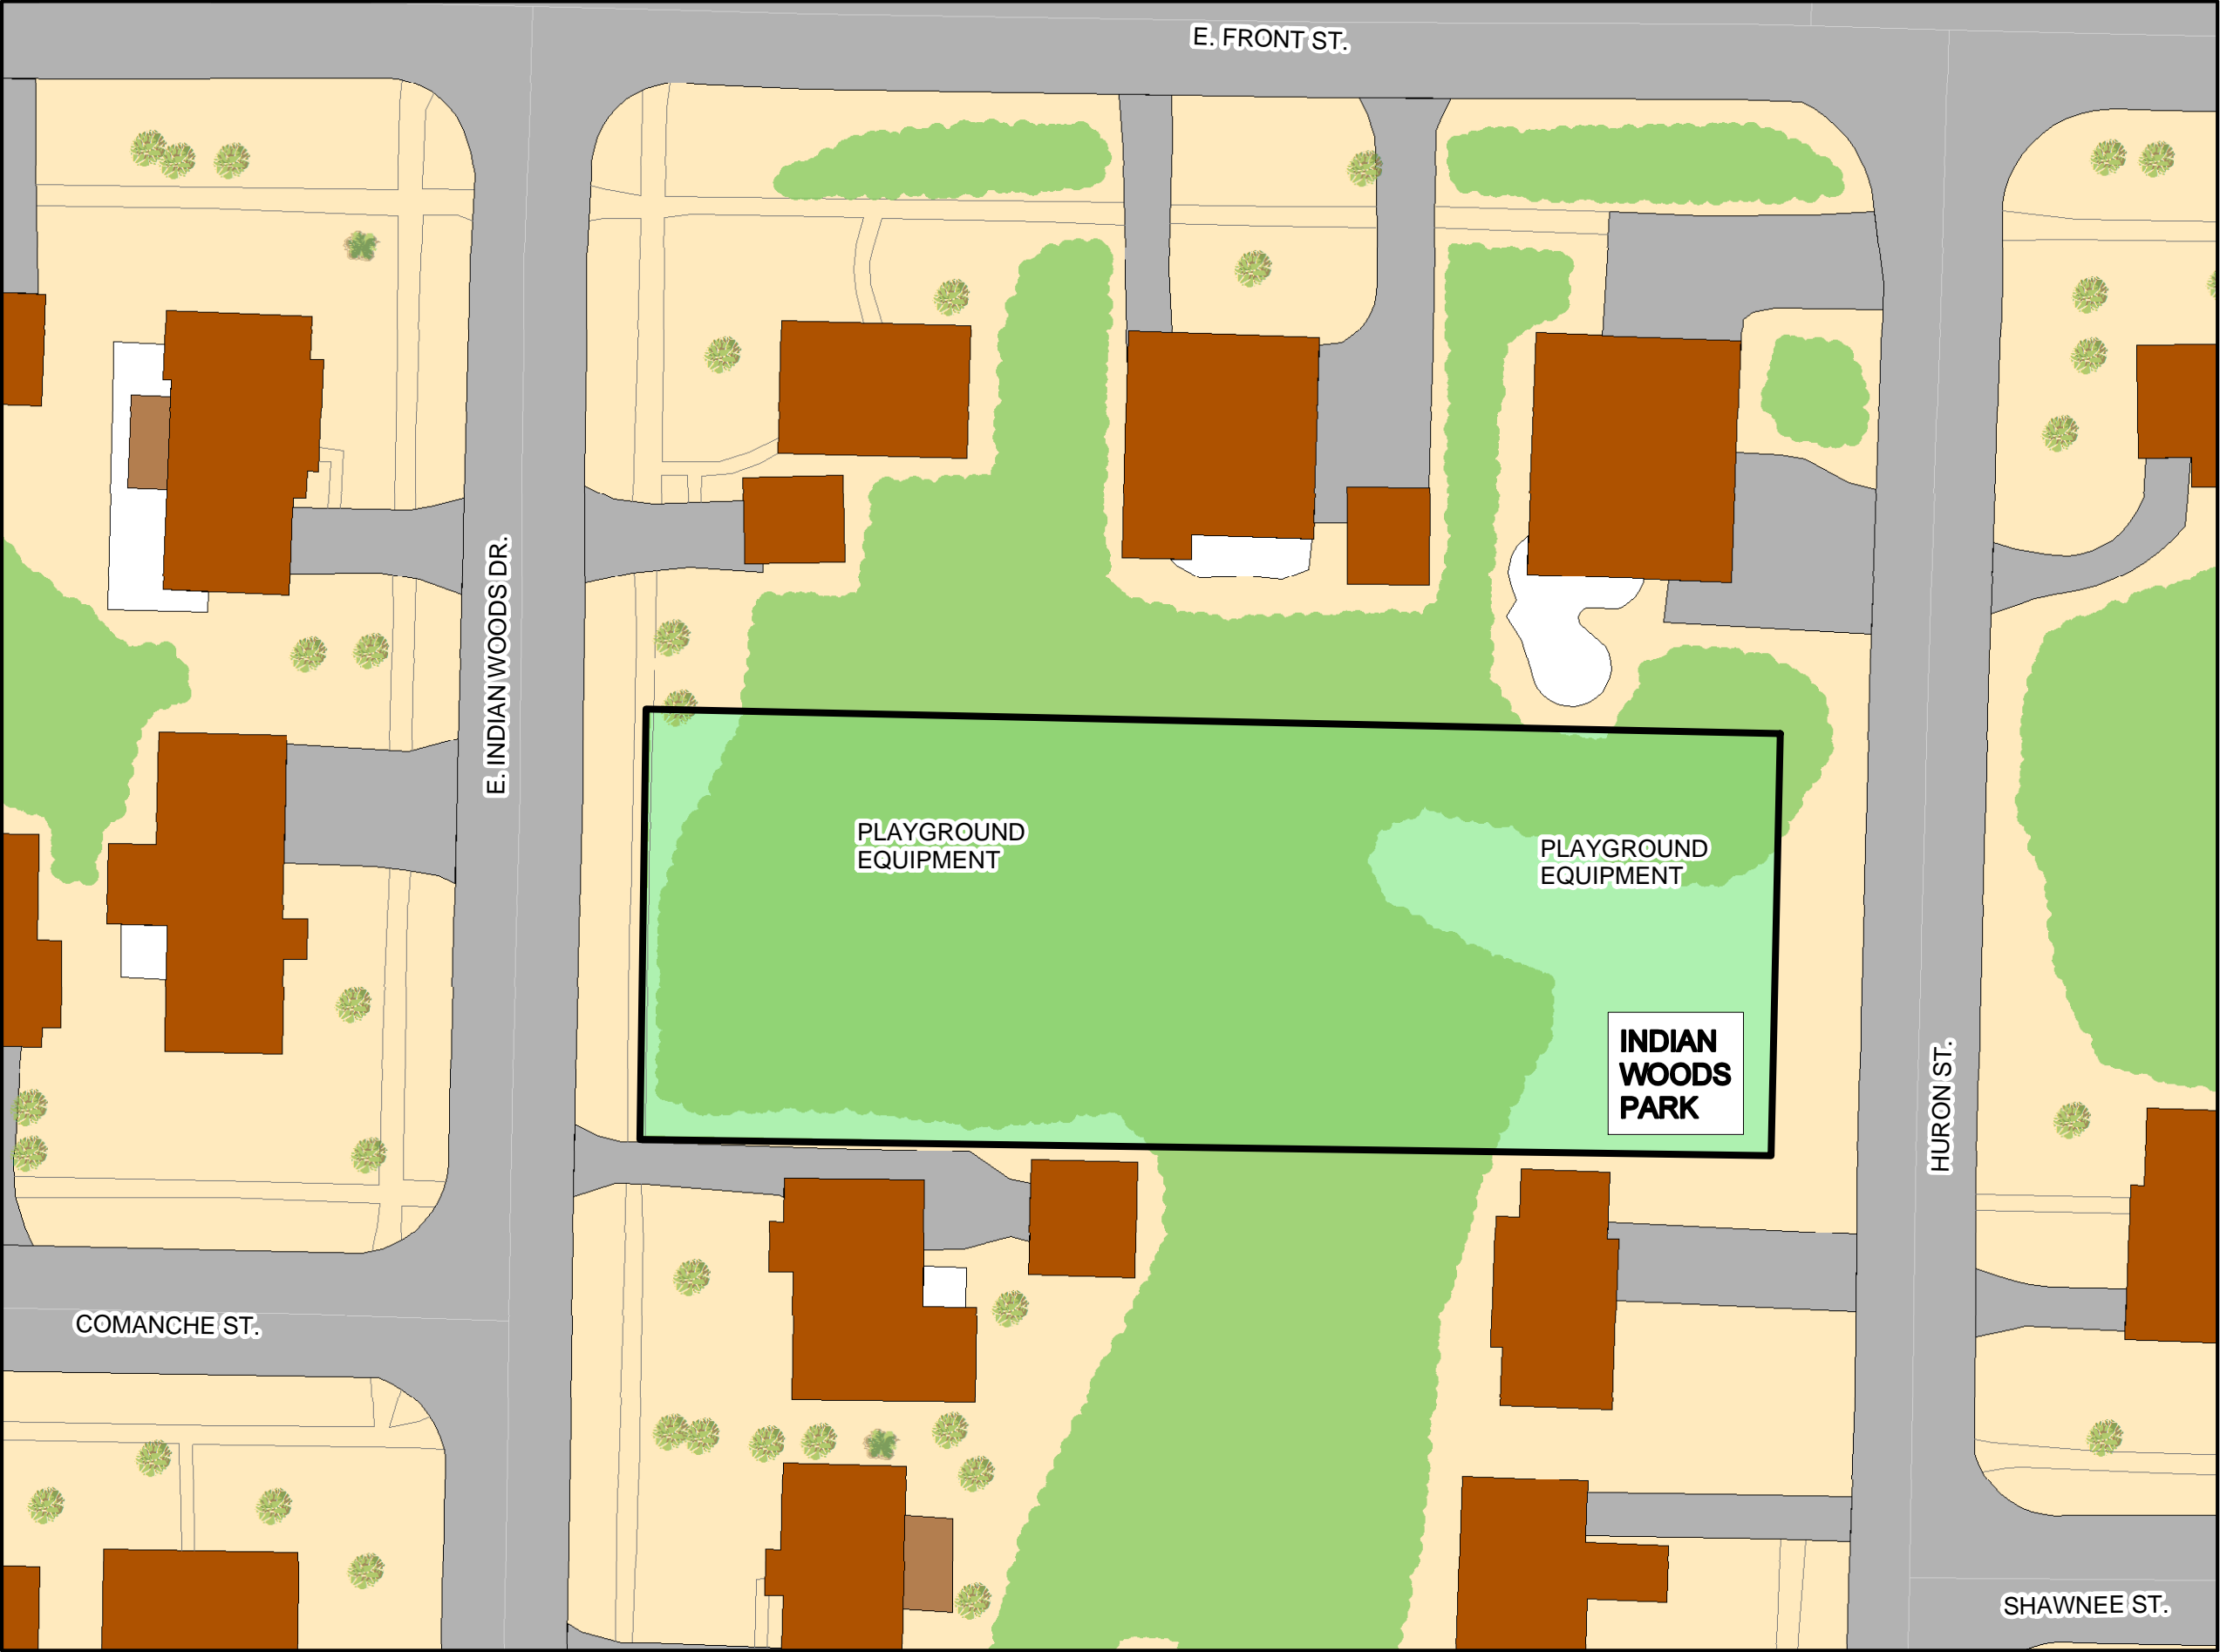 E. FRONT ST.
E. INDIAN WOODS DR.
PLAYGROUND
EQUIPMENT
PLAYGROUND
EQUIPMENT
INDIAN
WOODS
PARK
HURON ST.
COMANCHE ST.
SHAWNEE ST.